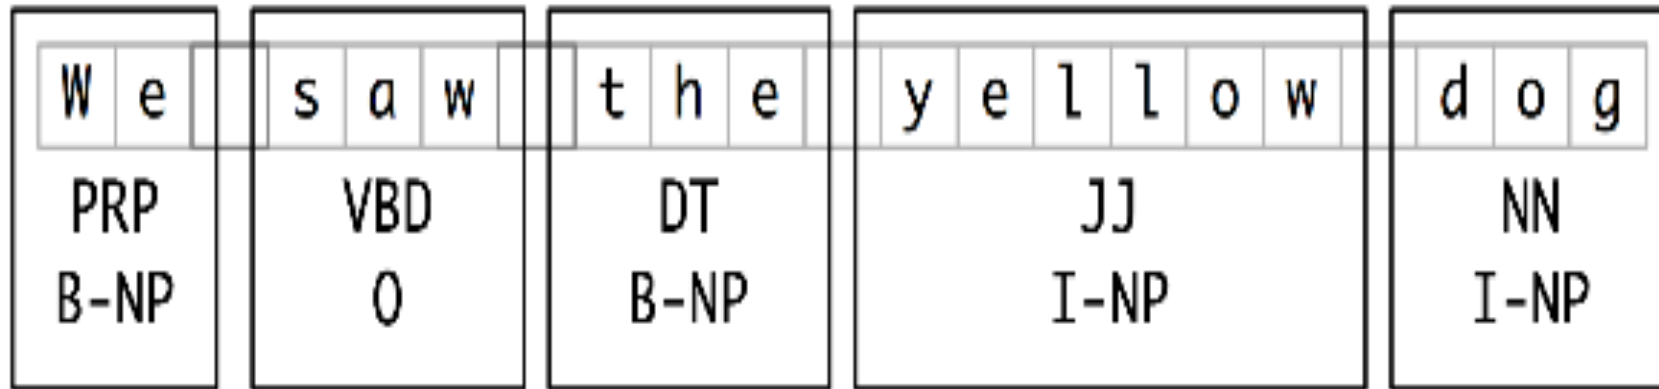 We saw the yellow dog
PRP VBD DT JJ NN
B-NP O B-NP I-NP I-NP